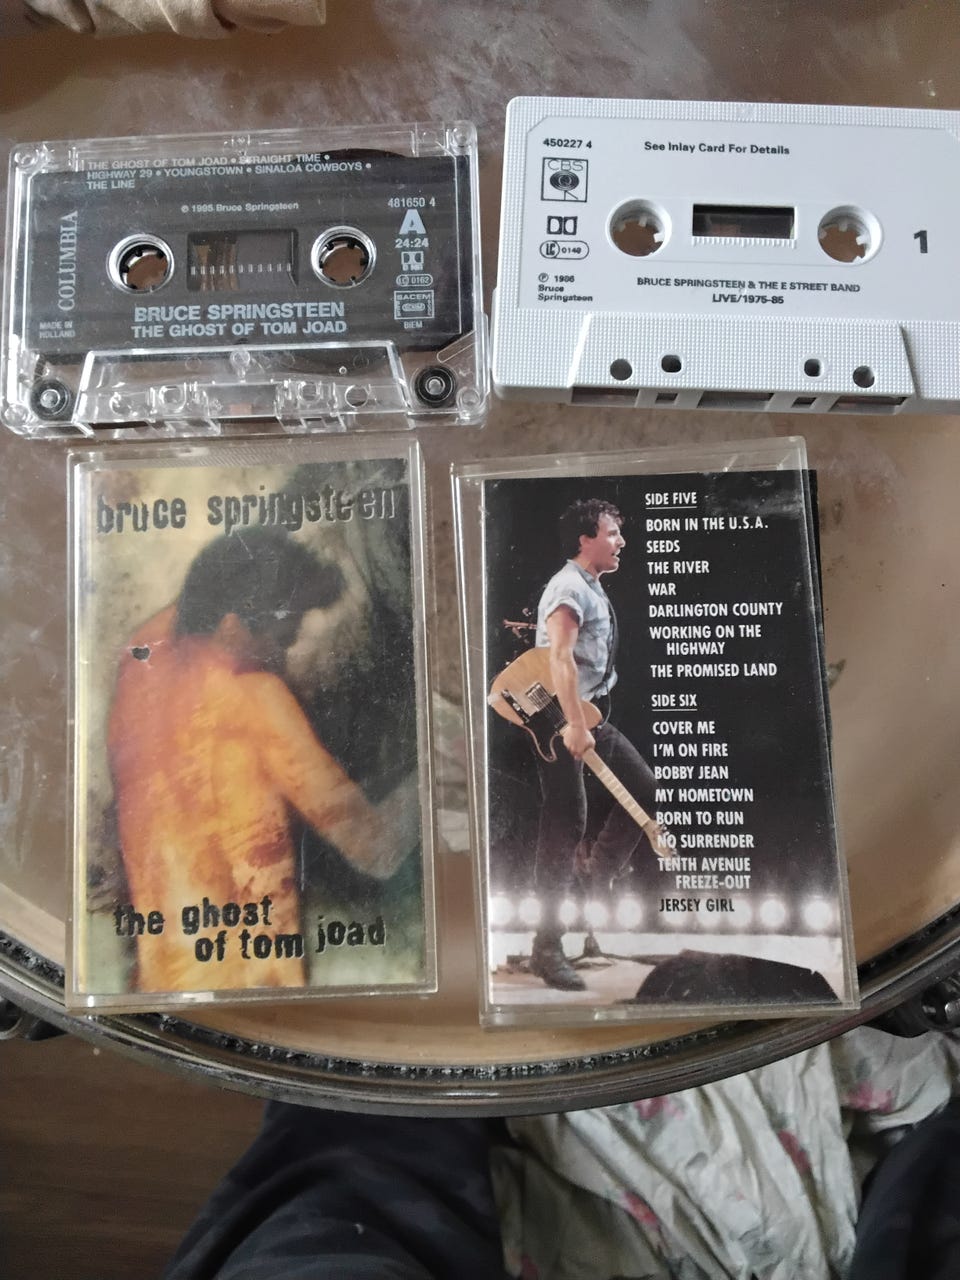 THE GHOST OF TOM JOAD • STRAIGHT TIME •
HIGHWAY 29 • YOUNGSTOWN • SINALOA COWBOYS •
THE LINE
© 1995 Bruce Springsteen
481650 4
A
24:24
COLUMBIA
LC 0162
SACEM
BIEM
MADE IN
HOLLAND
BRUCE SPRINGSTEEN
THE GHOST OF TOM JOAD
450227 4
See Inlay Card For Details
CBS
LC 0149
1
℗ 1986
Bruce
Springsteen
BRUCE SPRINGSTEEN & THE E STREET BAND
LIVE/1975-85
bruce springsteen
the ghost
of tom joad
SIDE FIVE
BORN IN THE U.S.A.
SEEDS
THE RIVER
WAR
DARLINGTON COUNTY
WORKING ON THE
HIGHWAY
THE PROMISED LAND
SIDE SIX
COVER ME
I'M ON FIRE
BOBBY JEAN
MY HOMETOWN
BORN TO RUN
NO SURRENDER
TENTH AVENUE
FREEZE-OUT
JERSEY GIRL